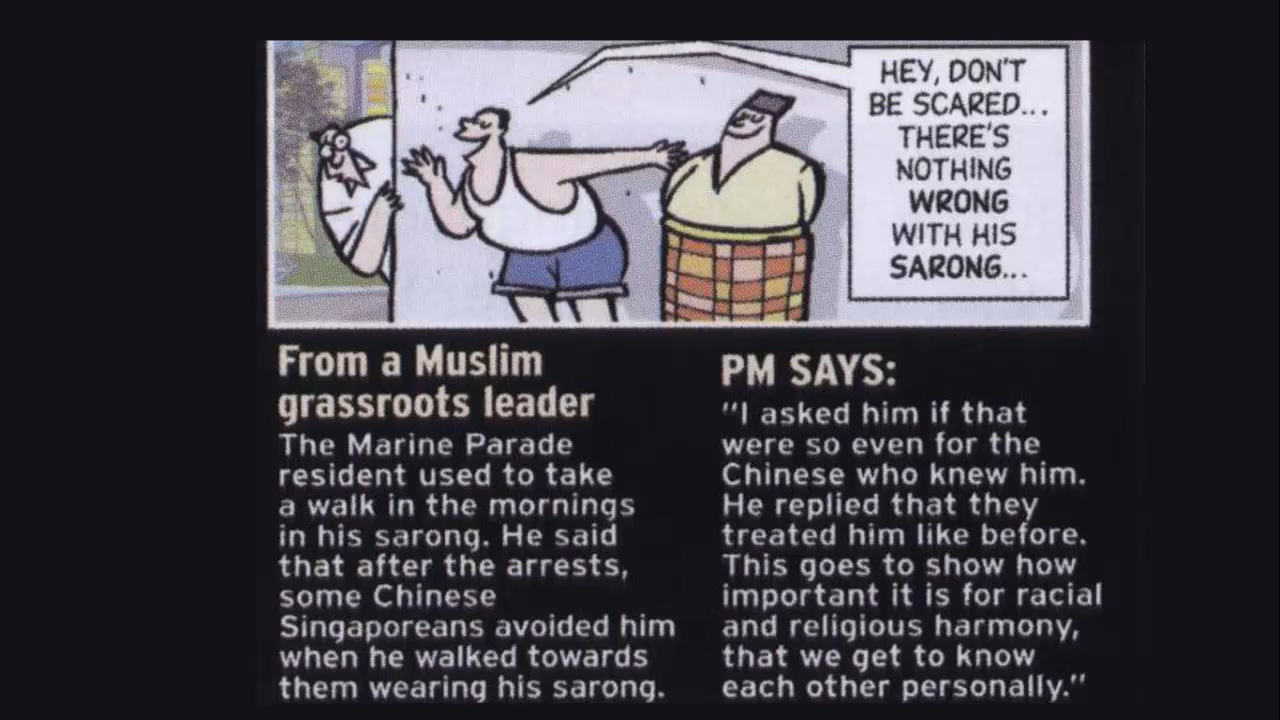 HEY, DON'T
BE SCARED...
THERE'S
NOTHING
WRONG
WITH HIS
SARONG...
From a Muslim
grassroots leader
The Marine Parade
resident used to take
a walk in the mornings
in his sarong. He said
that after the arrests,
some Chinese
Singaporeans avoided him
when he walked towards
them wearing his sarong.
PM SAYS:
"I asked him if that
were so even for the
Chinese who knew him.
He replied that they
treated him like before.
This goes to show how
important it is for racial
and religious harmony,
that we get to know
each other personally."